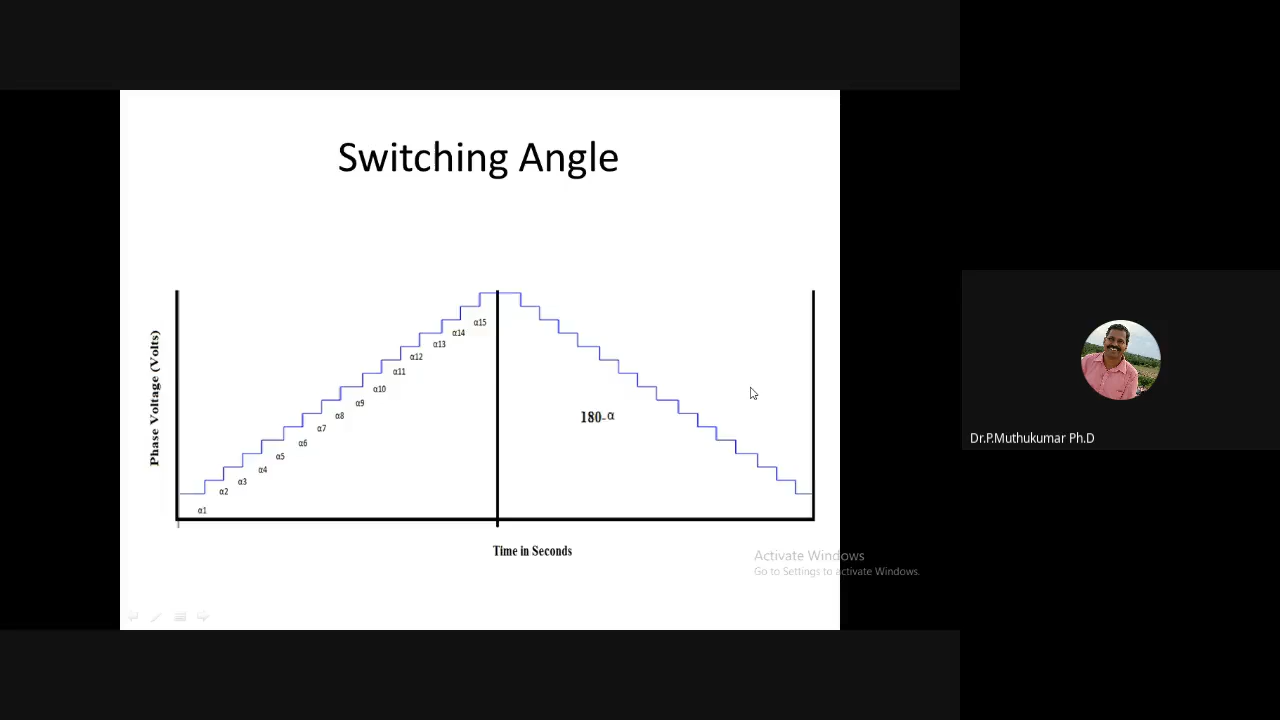 Switching Angle
Phase Voltage (Volts)
α1
α2
α3
α4
α5
α6
α7
α8
α9
α10
α11
α12
α13
α14
α15
180-α
Time in Seconds
Activate Windows
Go to Settings to activate Windows.
Dr.P.Muthukumar Ph.D